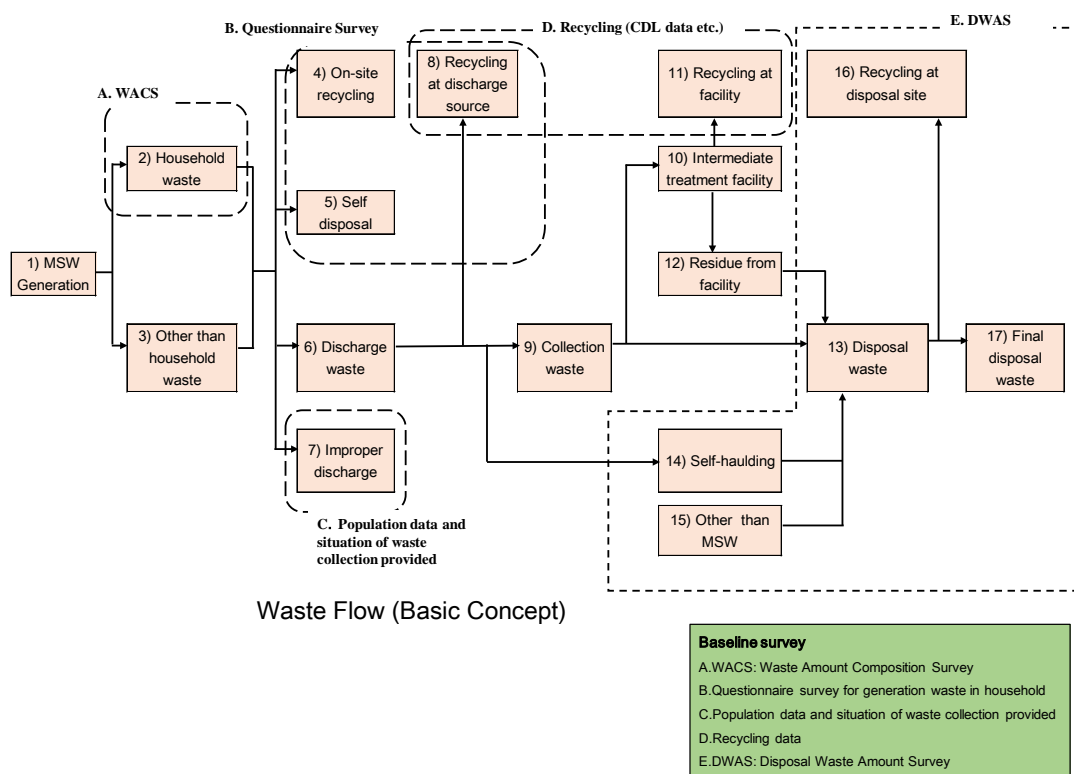 E. DWAS
B. Questionnaire Survey
D. Recycling (CDL data etc.)
4) On-site
recycling
8) Recycling
at discharge
source
11) Recycling at
facility
16) Recycling at
disposal site
A. WACS
2) Household
waste
10) Intermediate
treatment facility
5) Self
disposal
1) MSW
Generation
12) Residue from
facility
3) Other than
household
waste
6) Discharge
waste
9) Collection
waste
13) Disposal
waste
17) Final
disposal
waste
7) Improper
discharge
14) Self-haulding
15) Other than
MSW
C. Population data and
situation of waste
collection provided
Waste Flow (Basic Concept)
Baseline survey
A.WACS: Waste Amount Composition Survey
B.Questionnaire survey for generation waste in household
C.Population data and situation of waste collection provided
D.Recycling data
E.DWAS: Disposal Waste Amount Survey